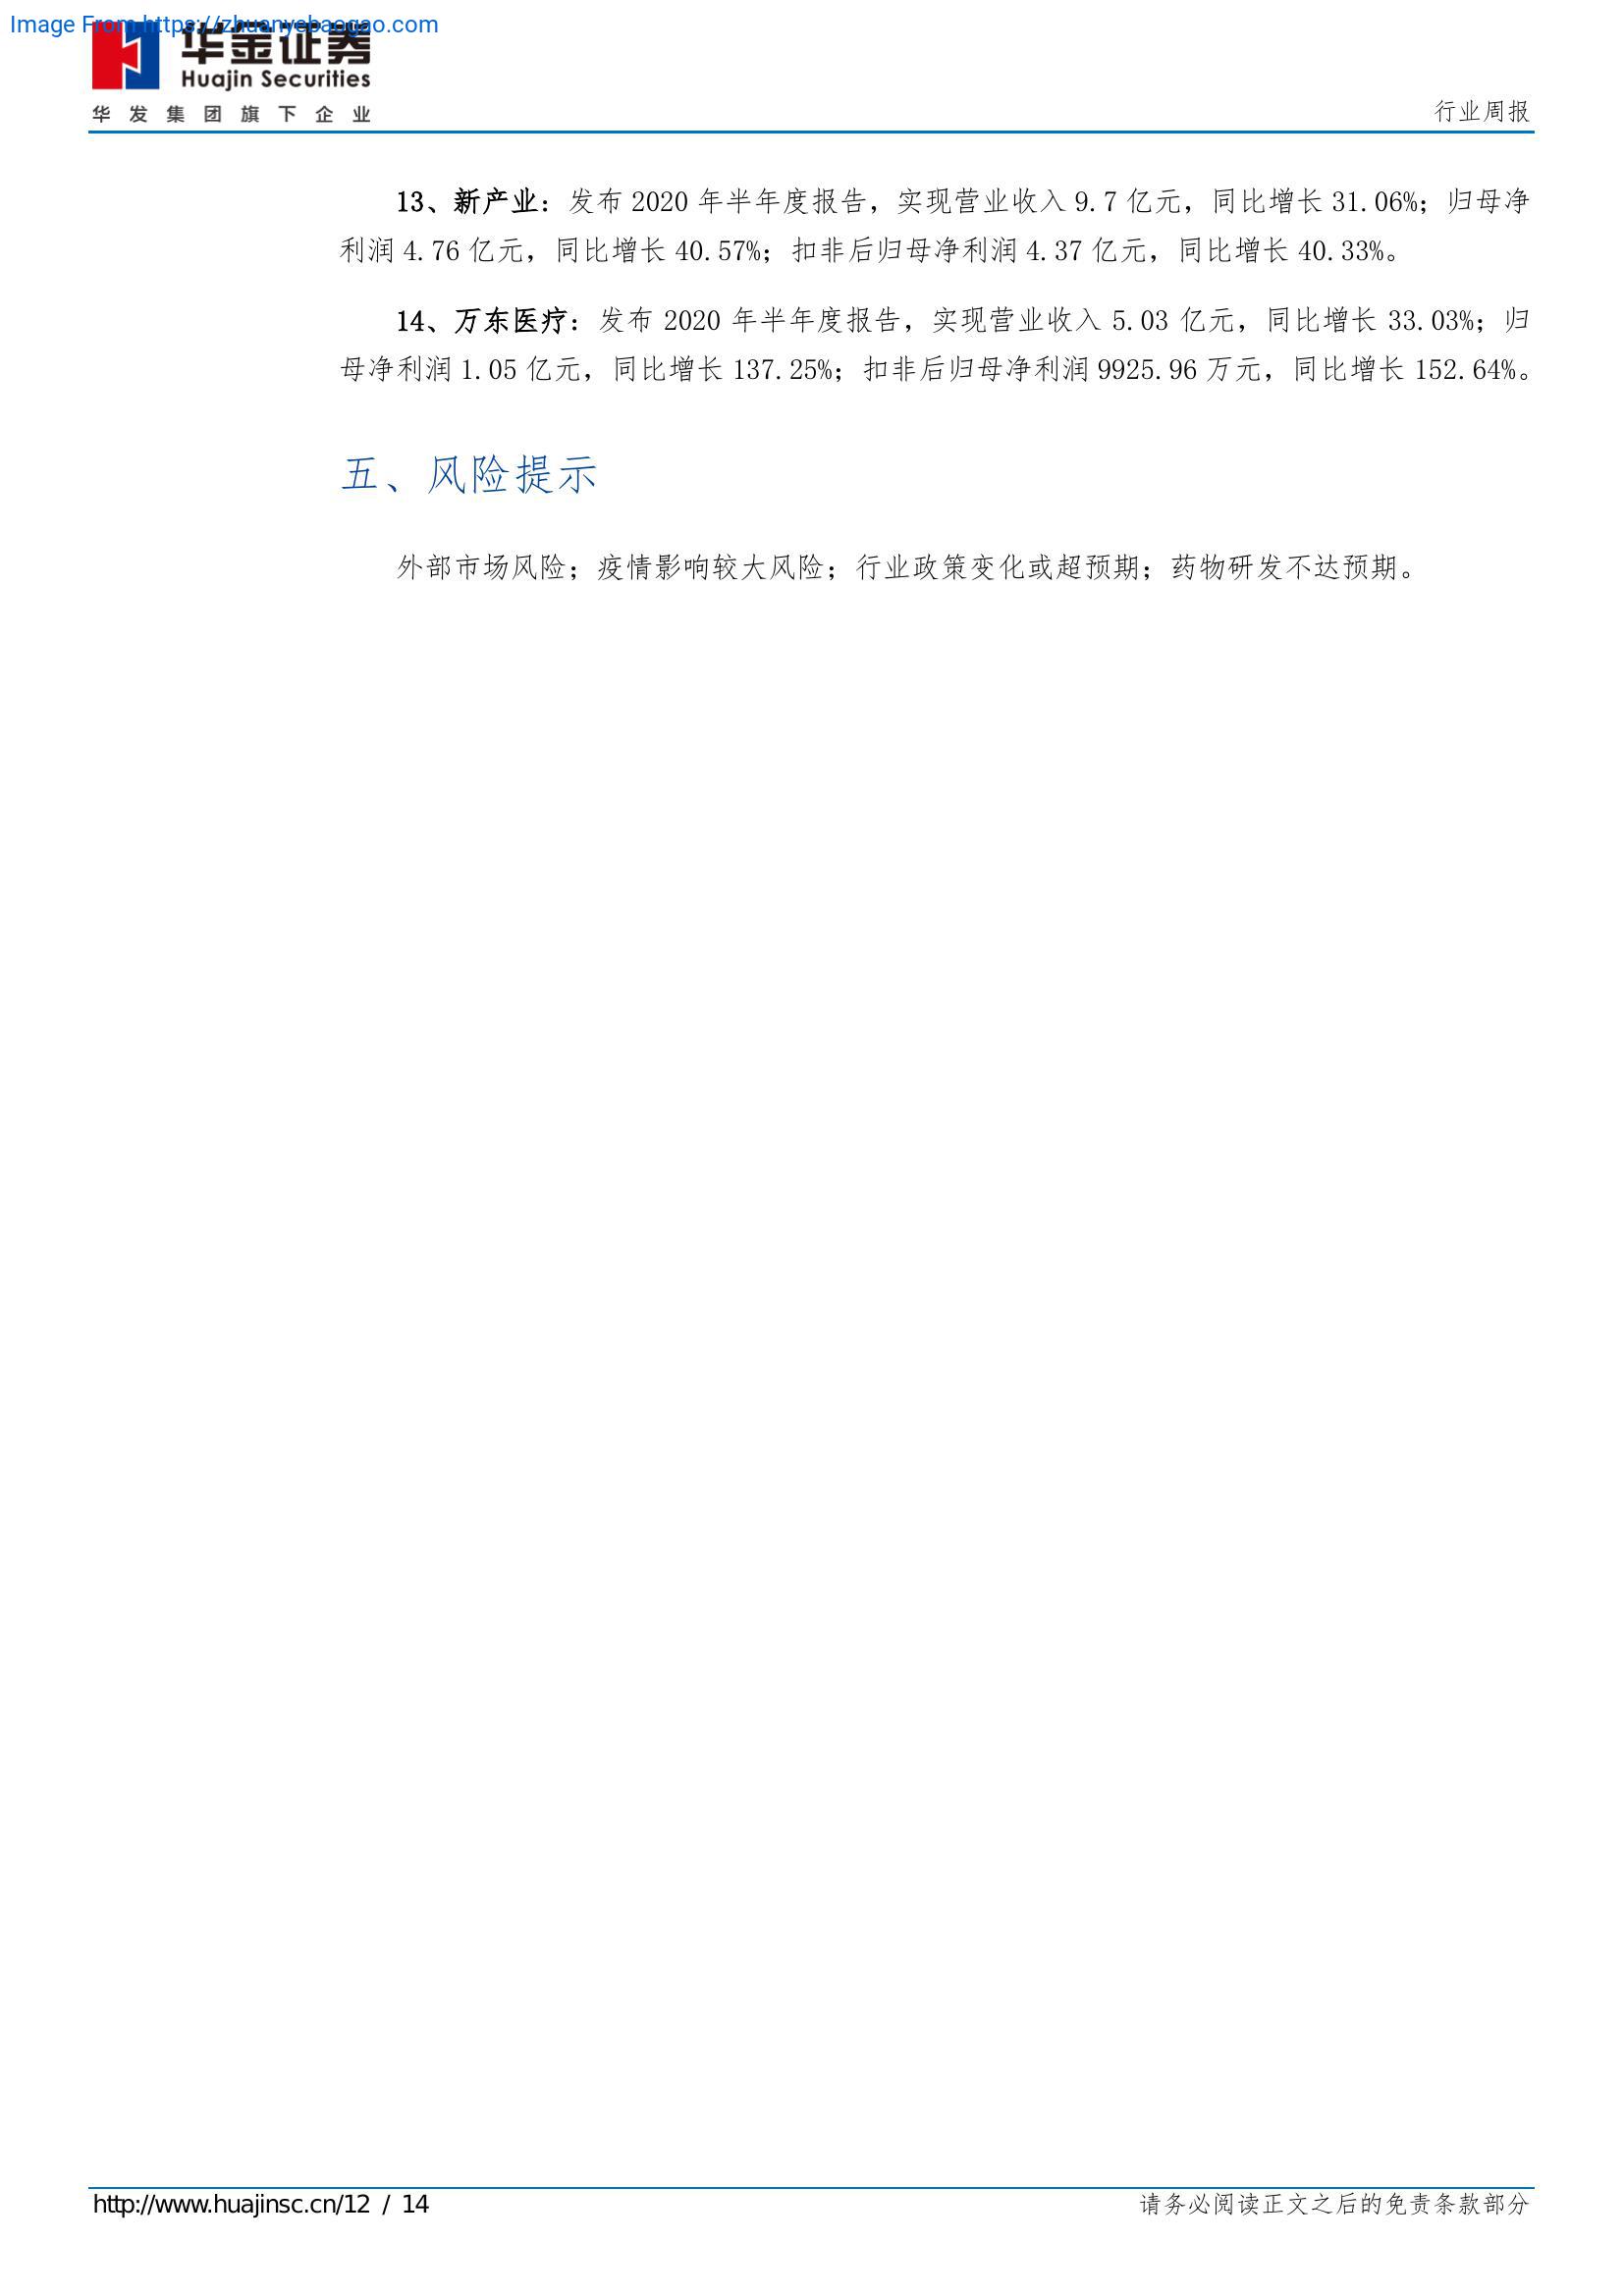 Image From https://zhuanyebaogao.com
华金证券
Huajin Securities
华发集团旗下企业
行业周报
13、新产业：发布 2020 年半年度报告，实现营业收入 9.7 亿元，同比增长 31.06%；归母净
利润 4.76 亿元，同比增长 40.57%；扣非后归母净利润 4.37 亿元，同比增长 40.33%。
14、万东医疗：发布 2020 年半年度报告，实现营业收入 5.03 亿元，同比增长 33.03%；归
母净利润 1.05 亿元，同比增长 137.25%；扣非后归母净利润 9925.96 万元，同比增长 152.64%。
五、风险提示
外部市场风险；疫情影响较大风险；行业政策变化或超预期；药物研发不达预期。
http://www.huajinsc.cn/12 / 14
请务必阅读正文之后的免责条款部分